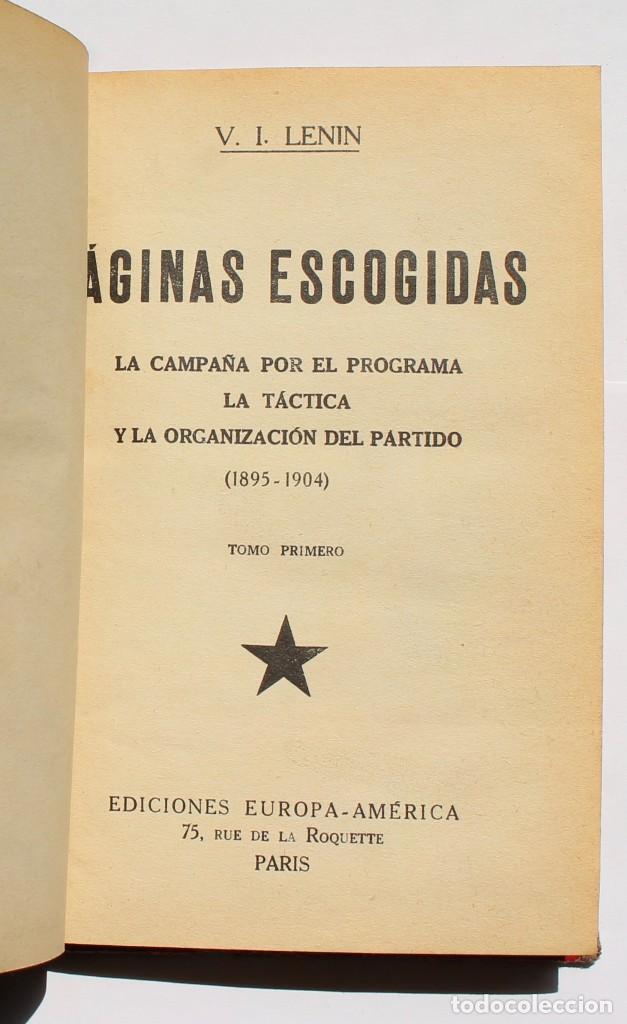 V. I. LENIN
ÁGINAS ESCOGIDAS
LA CAMPAÑA POR EL PROGRAMA
LA TÁCTICA
Y LA ORGANIZACIÓN DEL PARTIDO
(1895-1904)
TOMO PRIMERO
EDICIONES EUROPA-AMÉRICA
75, RUE DE LA ROQUETTE
PARIS
todocoleccion